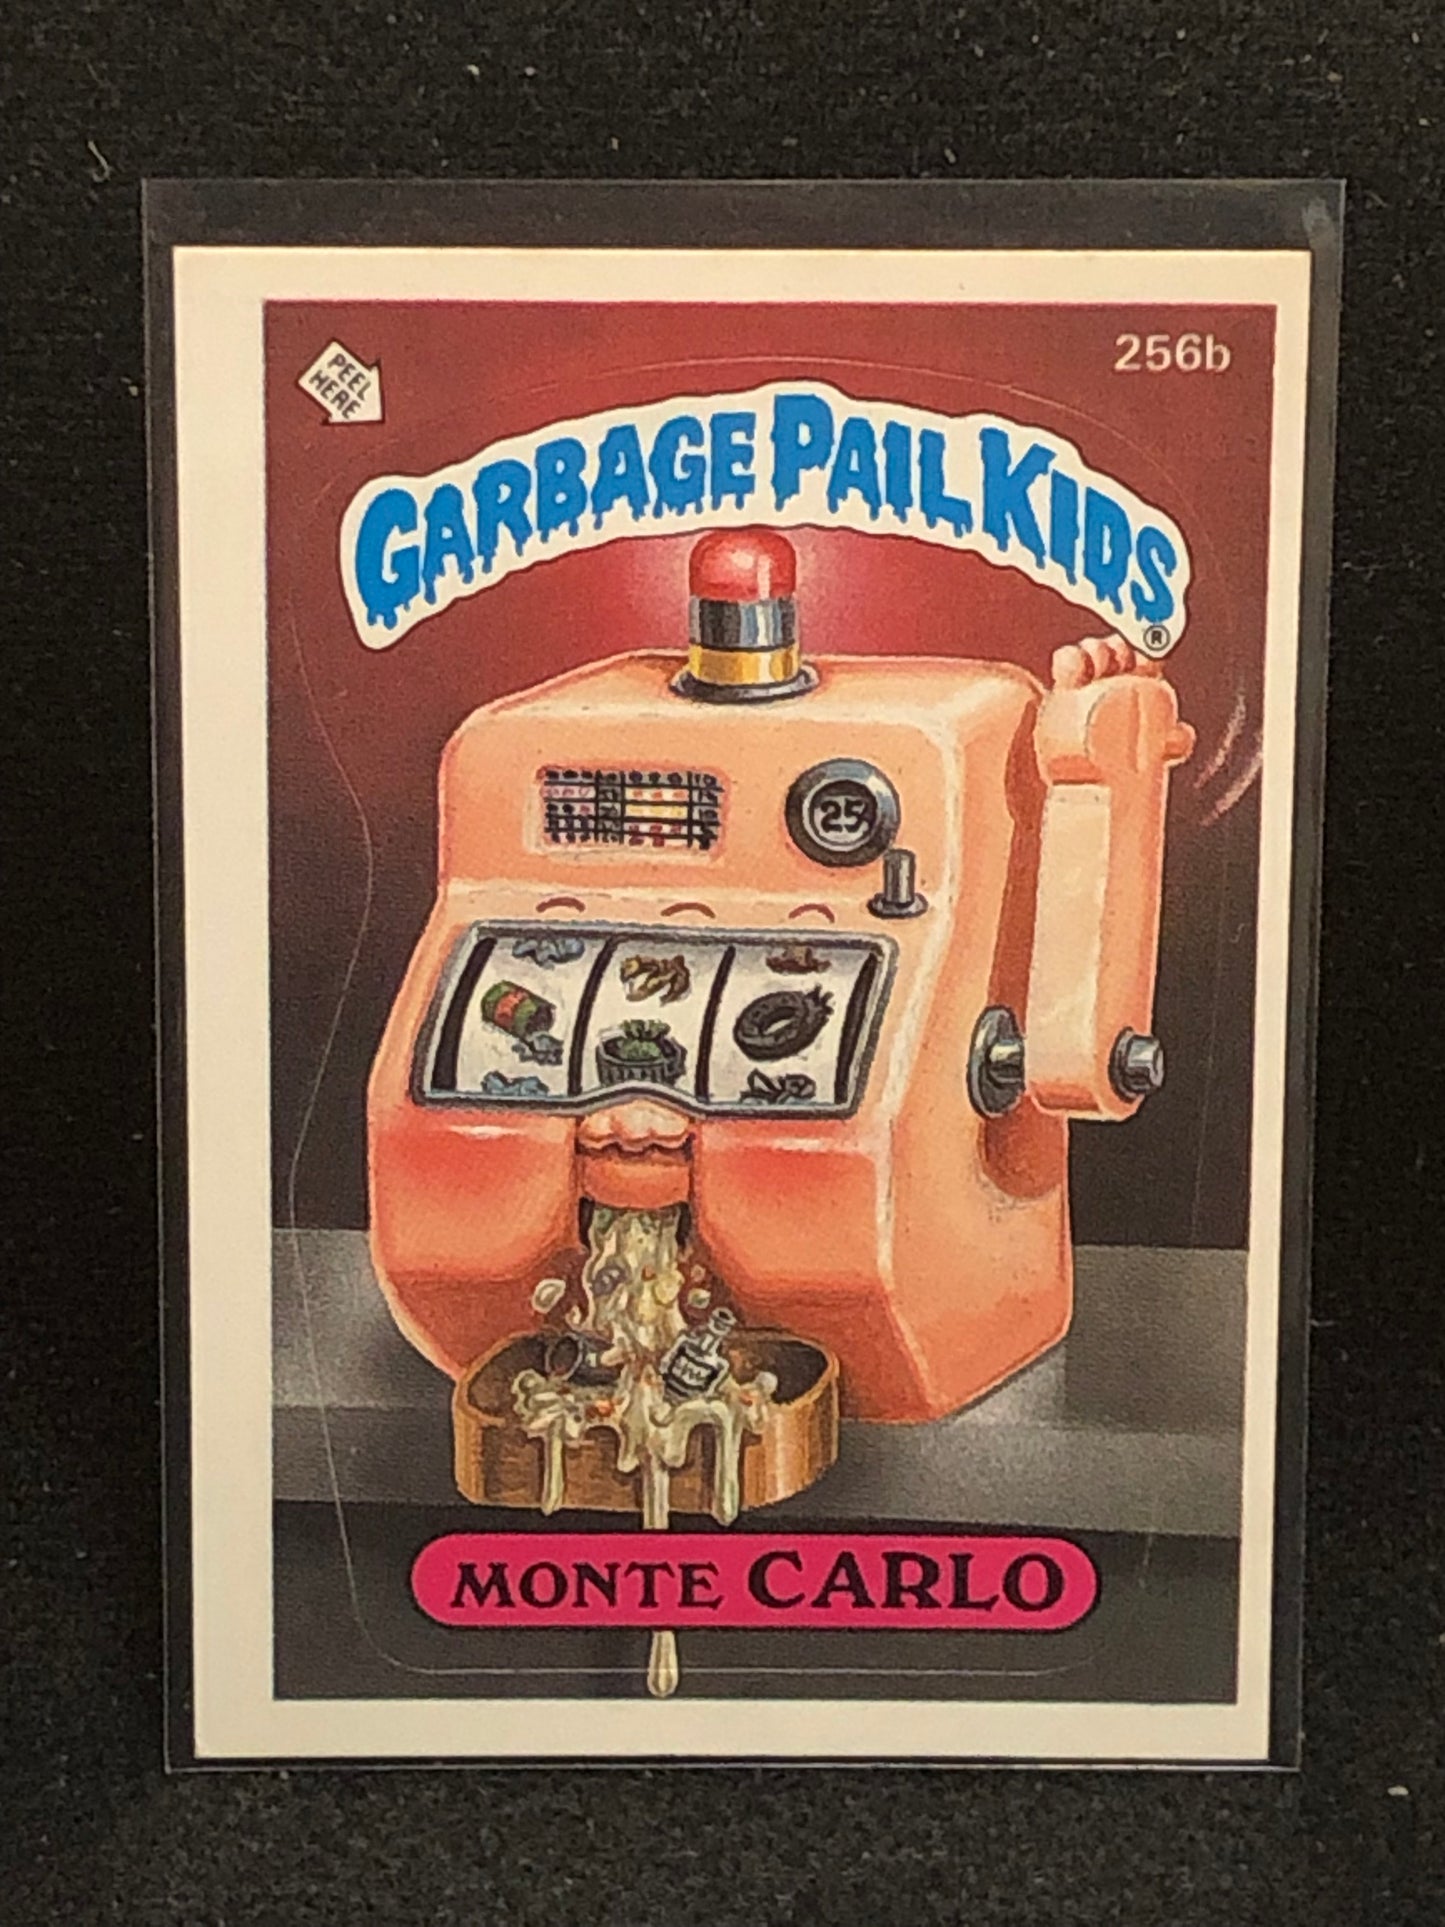 PEEL
HERE
256b
GARBAGE PAIL KIDS
®
25
MONTE CARLO